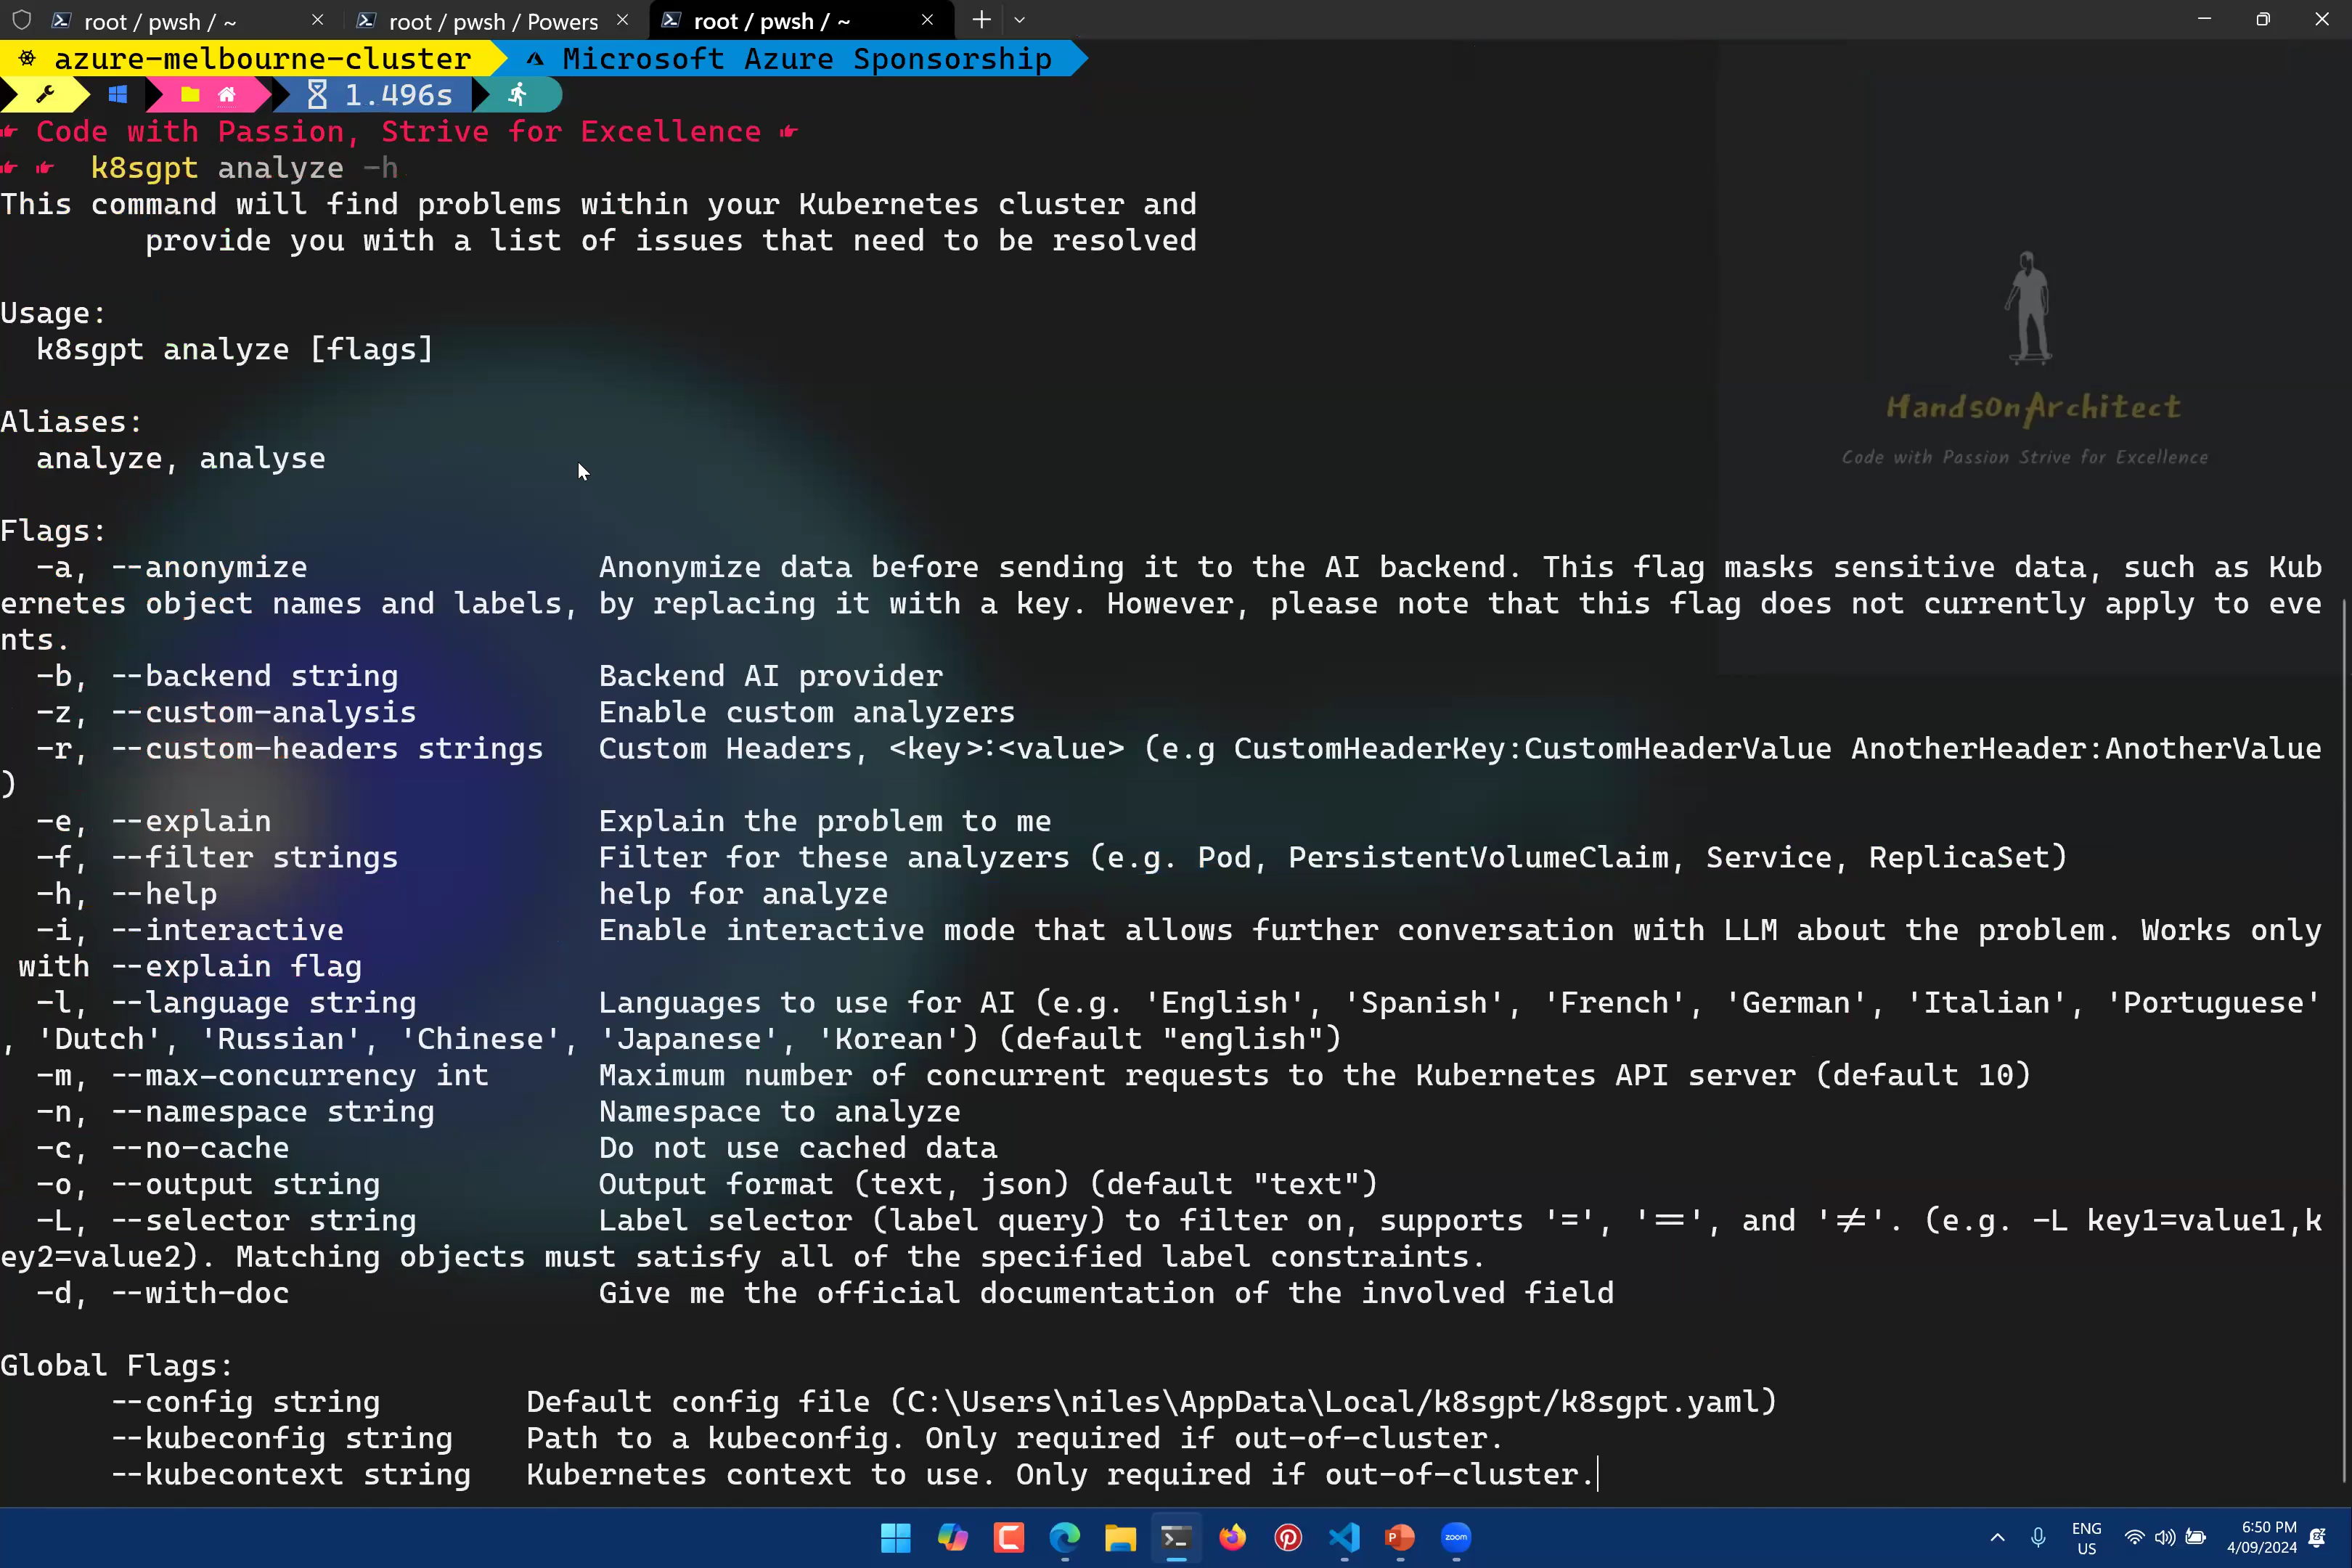 root / pwsh / ~
root / pwsh / Powers
root / pwsh / ~
azure-melbourne-cluster Microsoft Azure Sponsorship
1.496s
Code with Passion, Strive for Excellence
k8sgpt analyze -h
This command will find problems within your Kubernetes cluster and
provide you with a list of issues that need to be resolved
Usage:
k8sgpt analyze [flags]
Aliases:
analyze, analyse
HandsOnArchitect
Code with Passion Strive for Excellence
Flags:
-a, --anonymize Anonymize data before sending it to the AI backend. This flag masks sensitive data, such as Kub
ernetes object names and labels, by replacing it with a key. However, please note that this flag does not currently apply to eve
nts.
-b, --backend string Backend AI provider
-z, --custom-analysis Enable custom analyzers
-r, --custom-headers strings Custom Headers, <key>:<value> (e.g CustomHeaderKey:CustomHeaderValue AnotherHeader:AnotherValue
)
-e, --explain Explain the problem to me
-f, --filter strings Filter for these analyzers (e.g. Pod, PersistentVolumeClaim, Service, ReplicaSet)
-h, --help help for analyze
-i, --interactive Enable interactive mode that allows further conversation with LLM about the problem. Works only
with --explain flag
-l, --language string Languages to use for AI (e.g. 'English', 'Spanish', 'French', 'German', 'Italian', 'Portuguese'
, 'Dutch', 'Russian', 'Chinese', 'Japanese', 'Korean') (default "english")
-m, --max-concurrency int Maximum number of concurrent requests to the Kubernetes API server (default 10)
-n, --namespace string Namespace to analyze
-c, --no-cache Do not use cached data
-o, --output string Output format (text, json) (default "text")
-L, --selector string Label selector (label query) to filter on, supports '=', '==', and '!='. (e.g. -L key1=value1,k
ey2=value2). Matching objects must satisfy all of the specified label constraints.
-d, --with-doc Give me the official documentation of the involved field
Global Flags:
--config string Default config file (C:\Users\niles\AppData\Local/k8sgpt/k8sgpt.yaml)
--kubeconfig string Path to a kubeconfig. Only required if out-of-cluster.
--kubecontext string Kubernetes context to use. Only required if out-of-cluster.
zoom
ENG
US
6:50 PM
4/09/2024